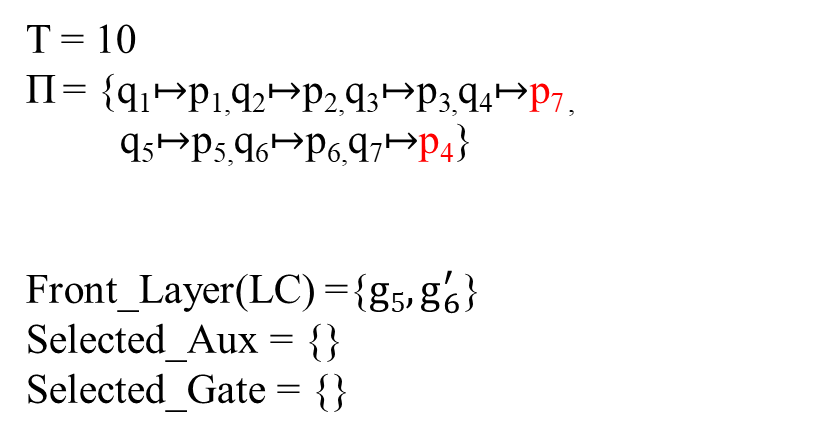 T = 10
Π = {q₁↦p₁,q₂↦p₂,q₃↦p₃,q₄↦p₇,
q₅↦p₅,q₆↦p₆,q₇↦p₄}
Front_Layer(LC) ={g₅,g′₆}
Selected_Aux = {}
Selected_Gate = {}